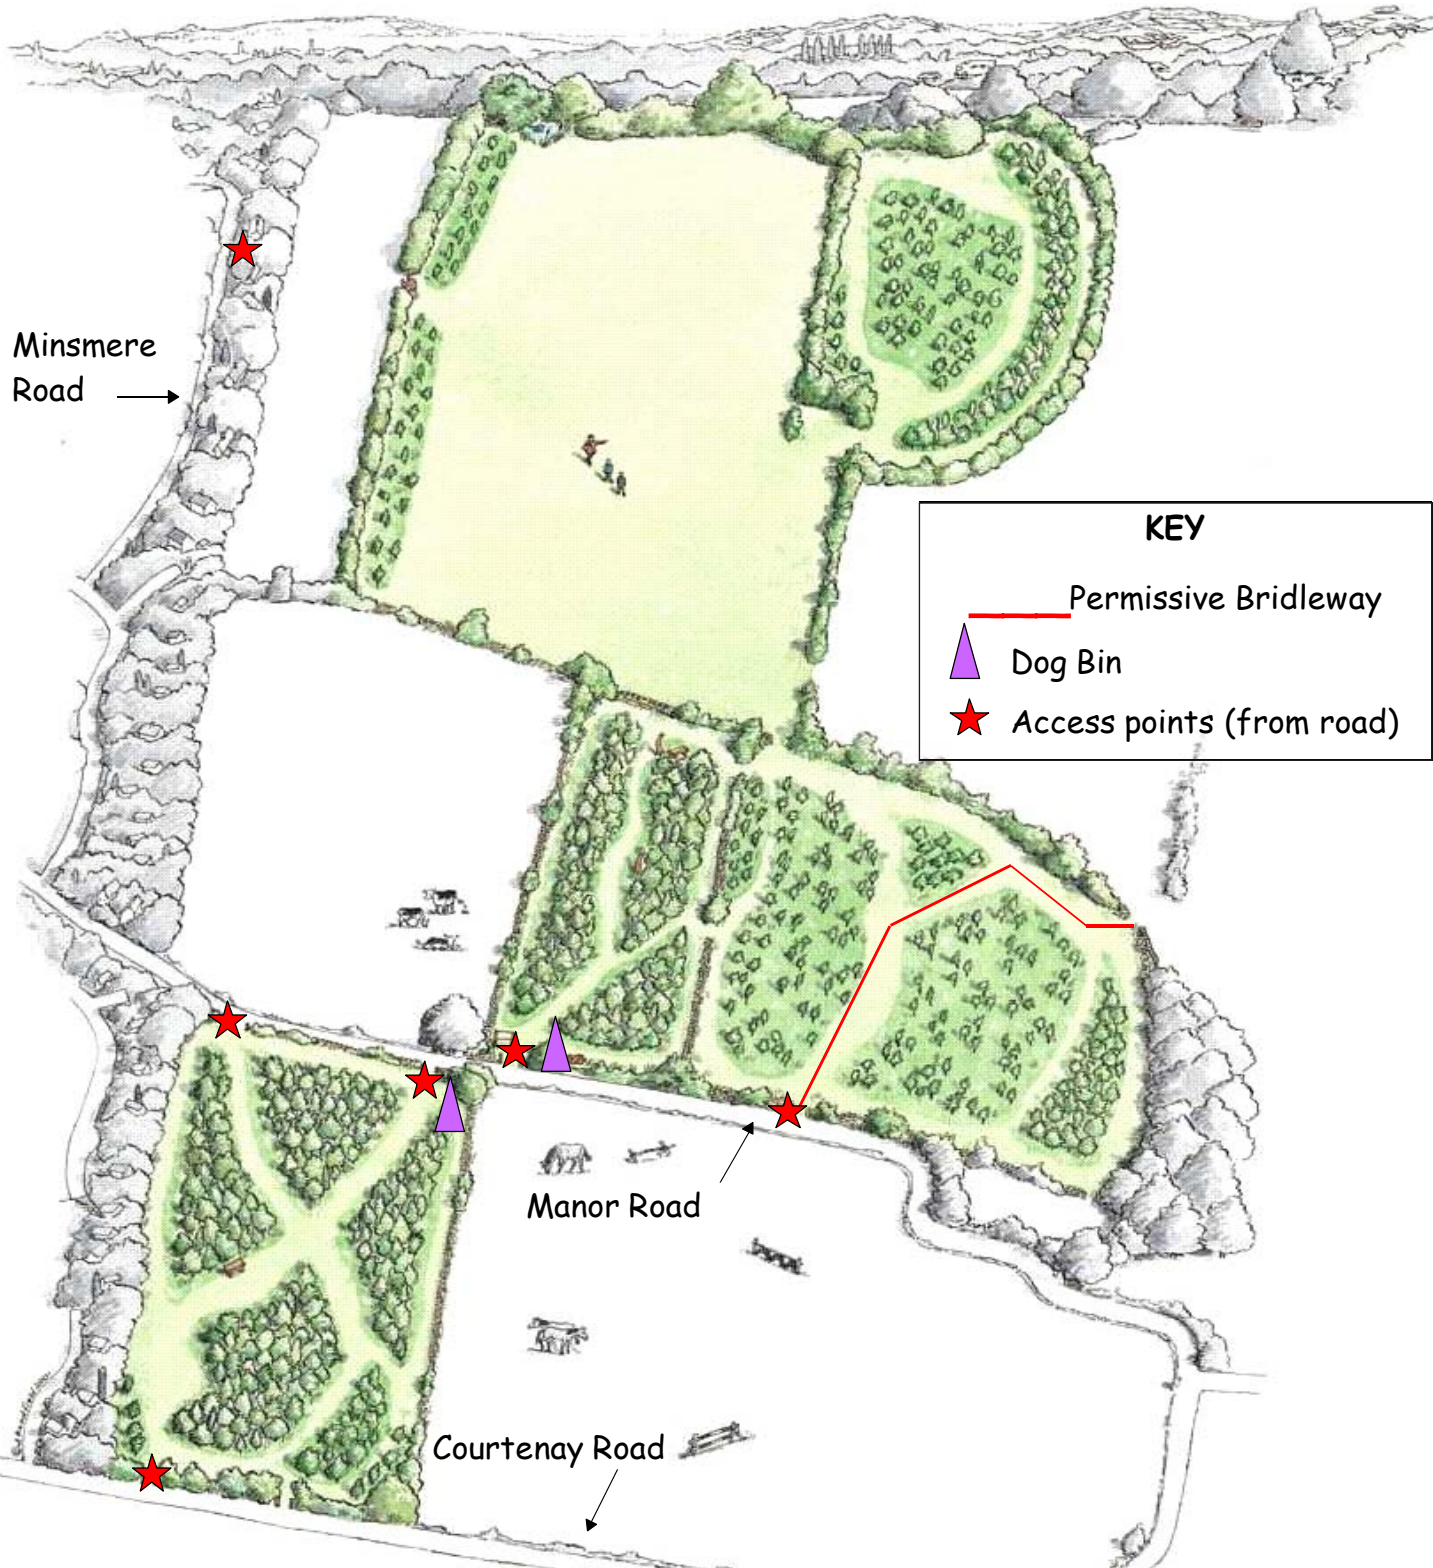 Minsmere
Road
KEY
Permissive Bridleway
Dog Bin
Access points (from road)
Manor Road
Courtenay Road